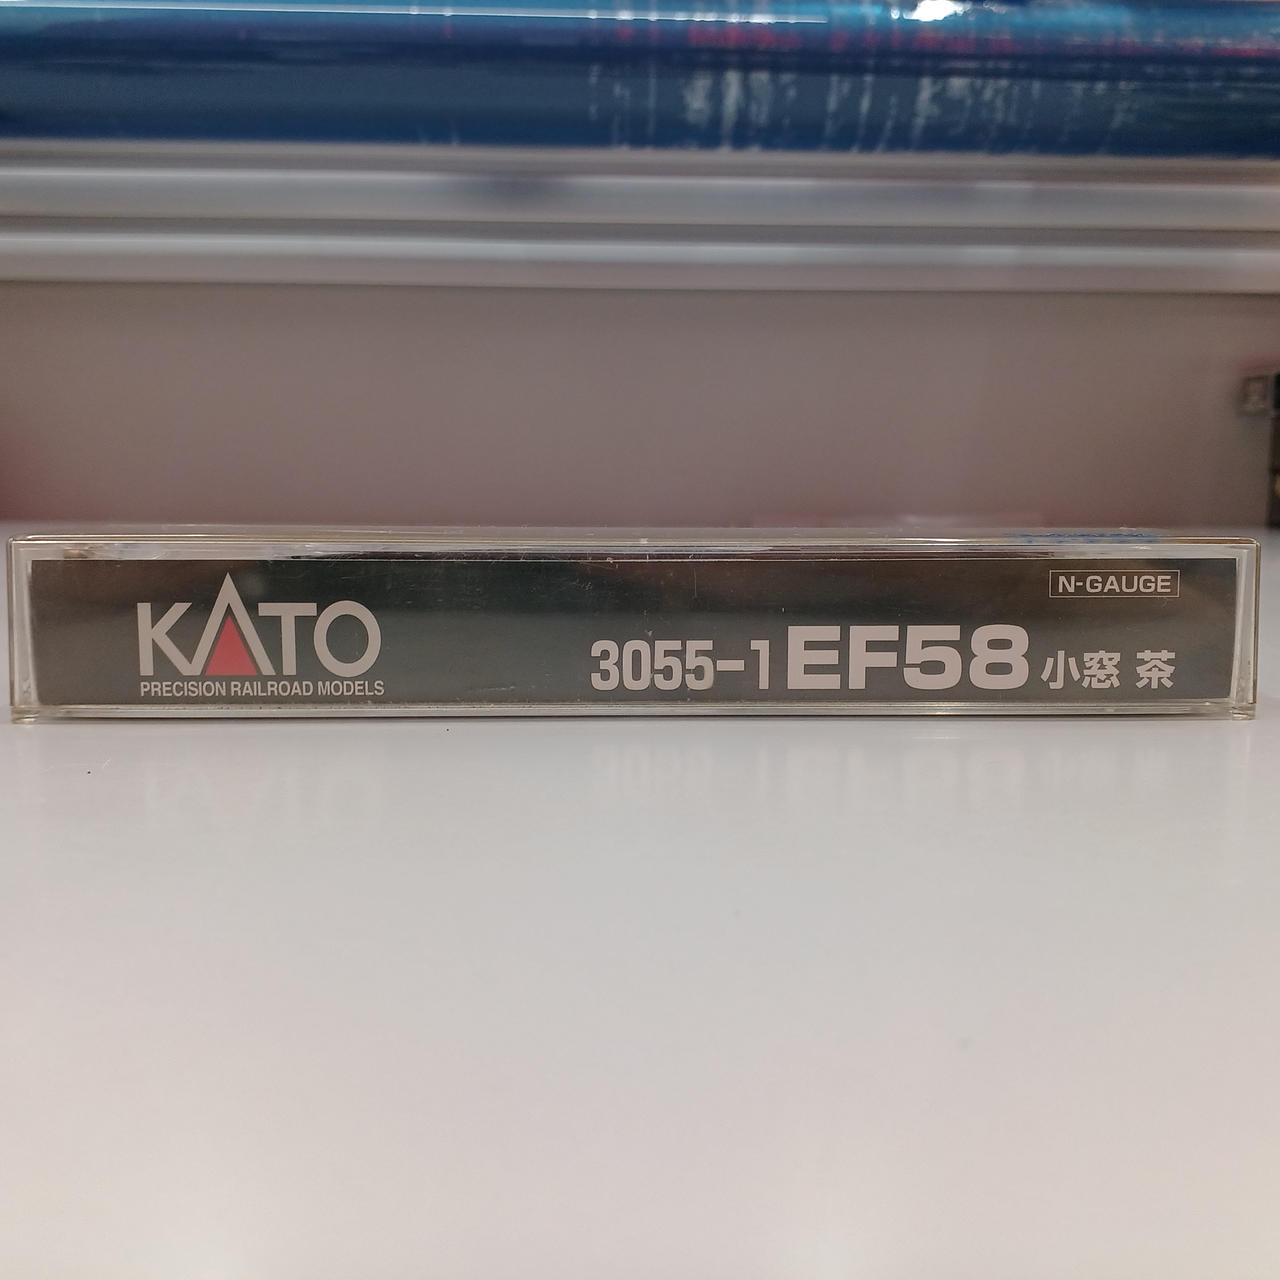 N-GAUGE
KATO
PRECISION RAILROAD MODELS
3055-1 EF58 小窓 茶